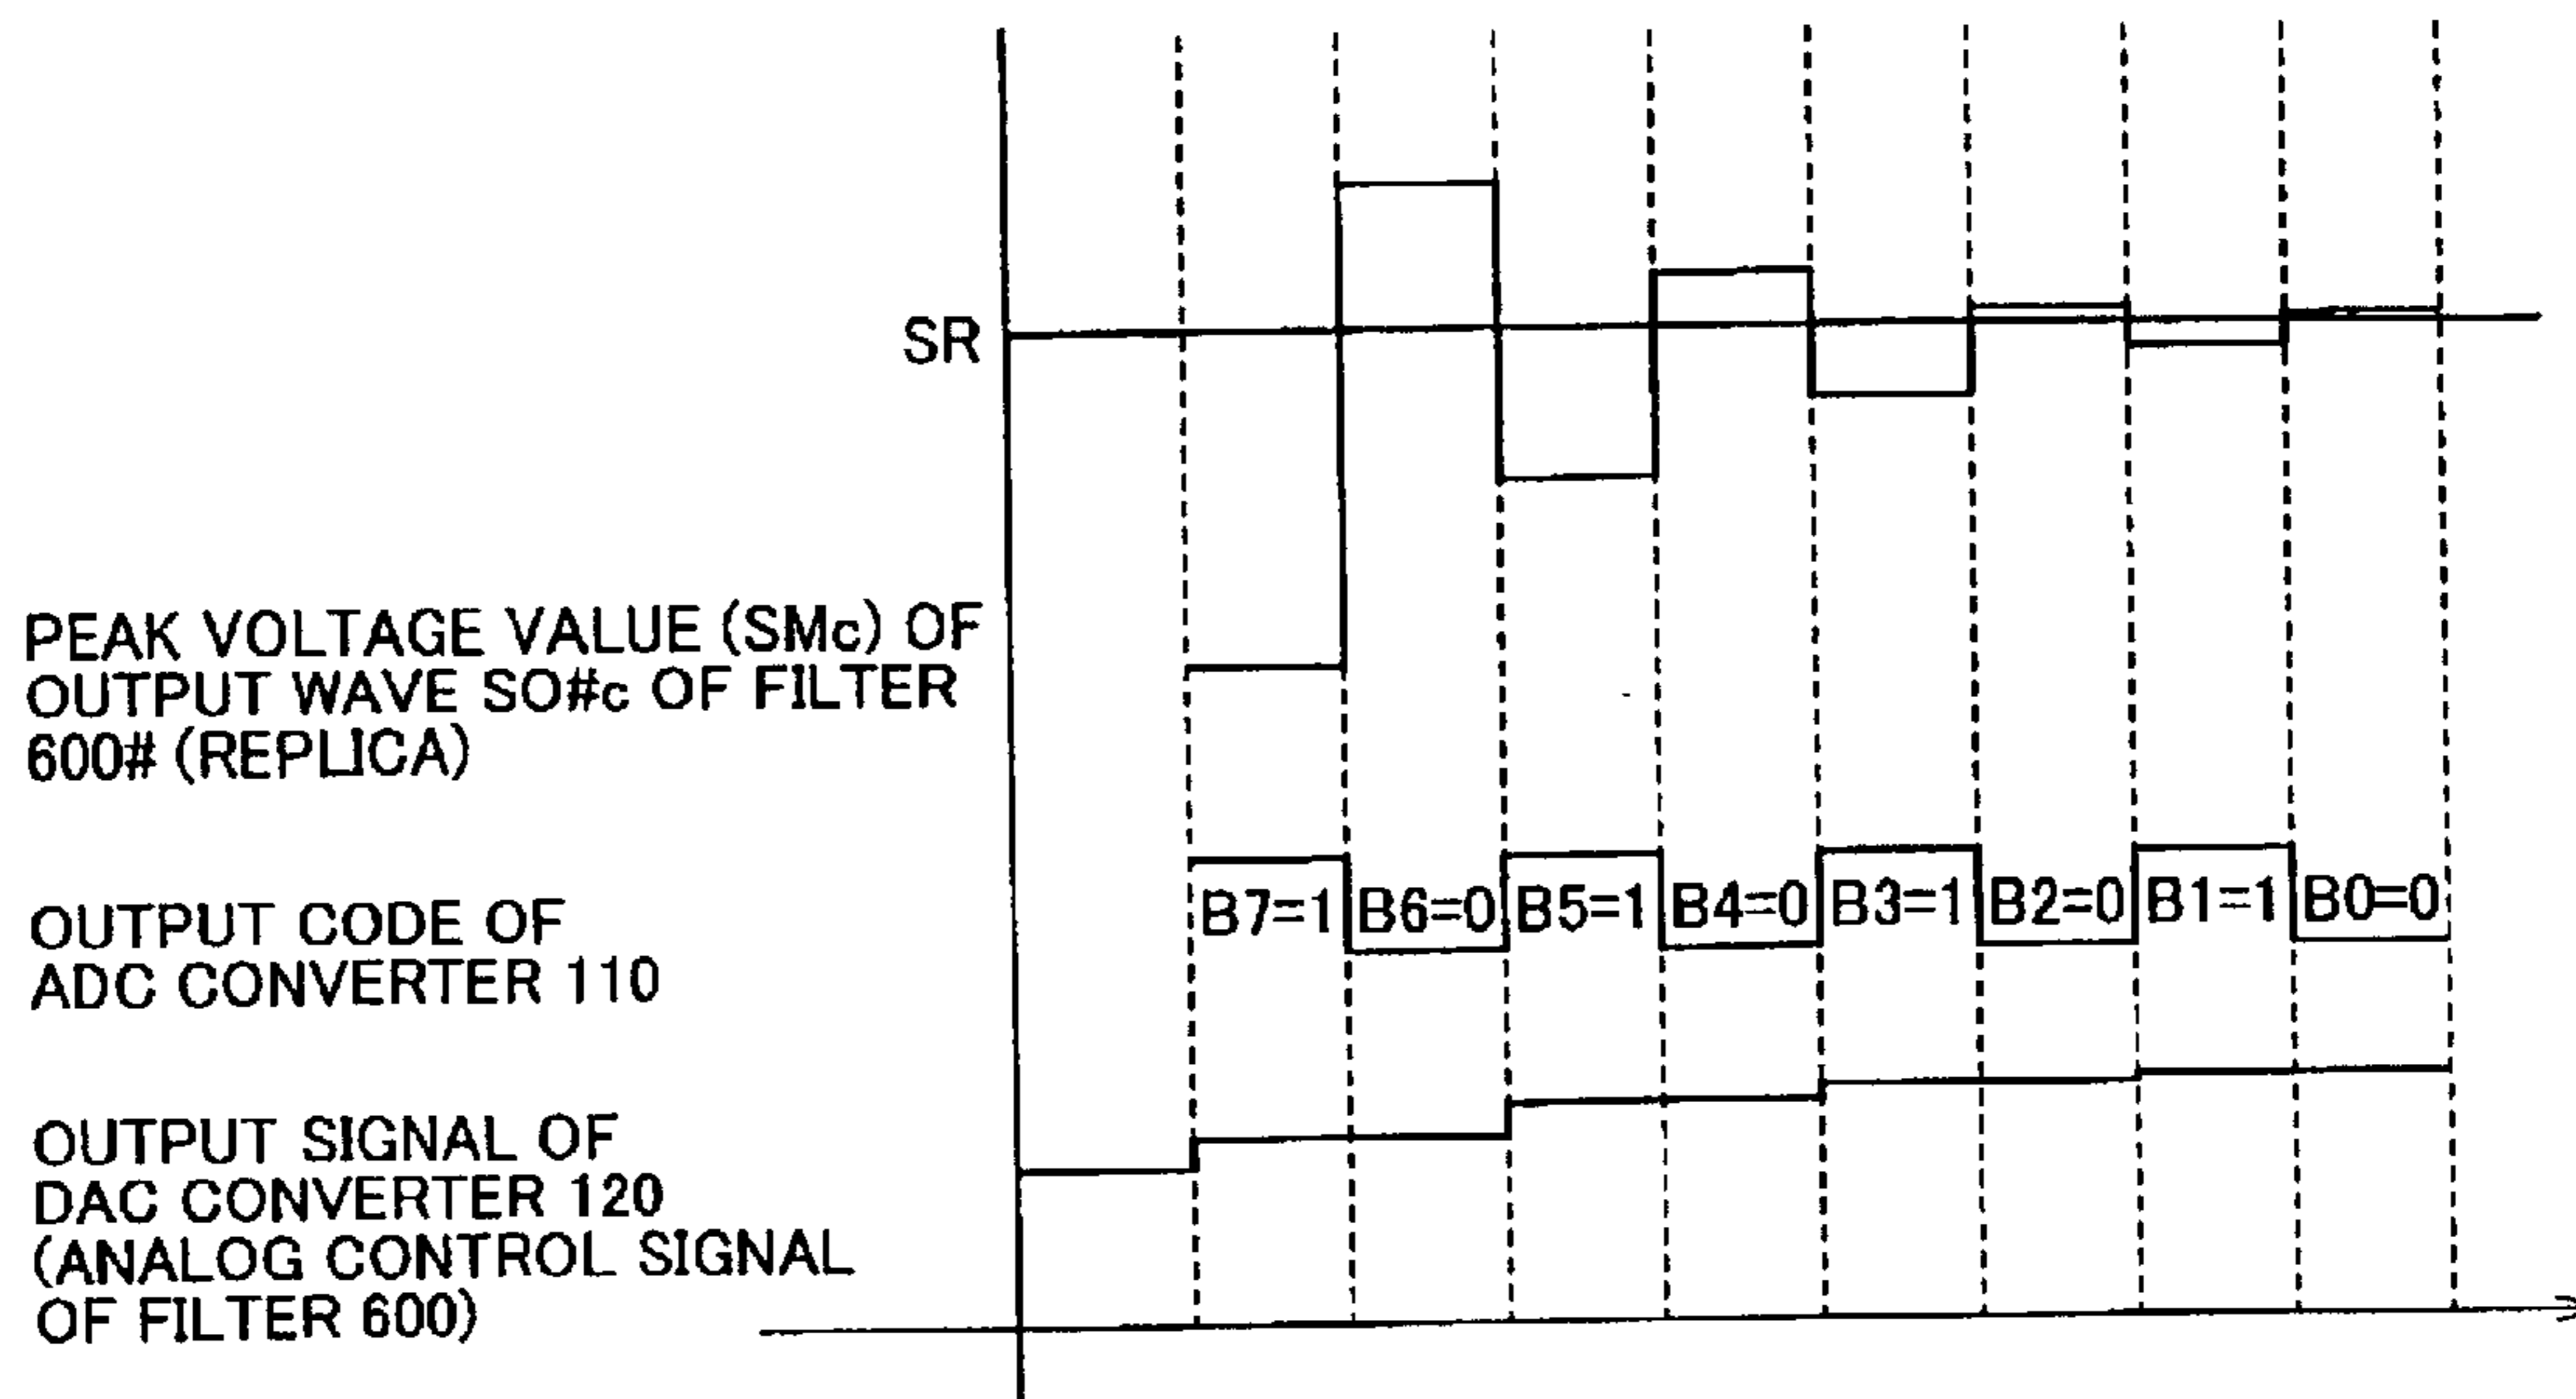 SR
PEAK VOLTAGE VALUE (SMc) OF
OUTPUT WAVE SO#c OF FILTER
600# (REPLICA)
OUTPUT CODE OF
ADC CONVERTER 110
B7=1 B6=0 B5=1 B4=0 B3=1 B2=0 B1=1 B0=0
OUTPUT SIGNAL OF
DAC CONVERTER 120
(ANALOG CONTROL SIGNAL
OF FILTER 600)